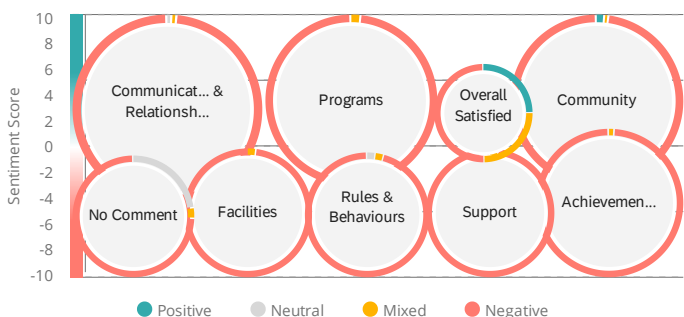 10
8
6
4
2
0
-2
-4
-6
-8
-10
Sentiment Score
Communicat... &
Relationsh...
Programs
Overall
Satisfied
Community
No Comment
Facilities
Rules &
Behaviours
Support
Achievemen...
Positive
Neutral
Mixed
Negative